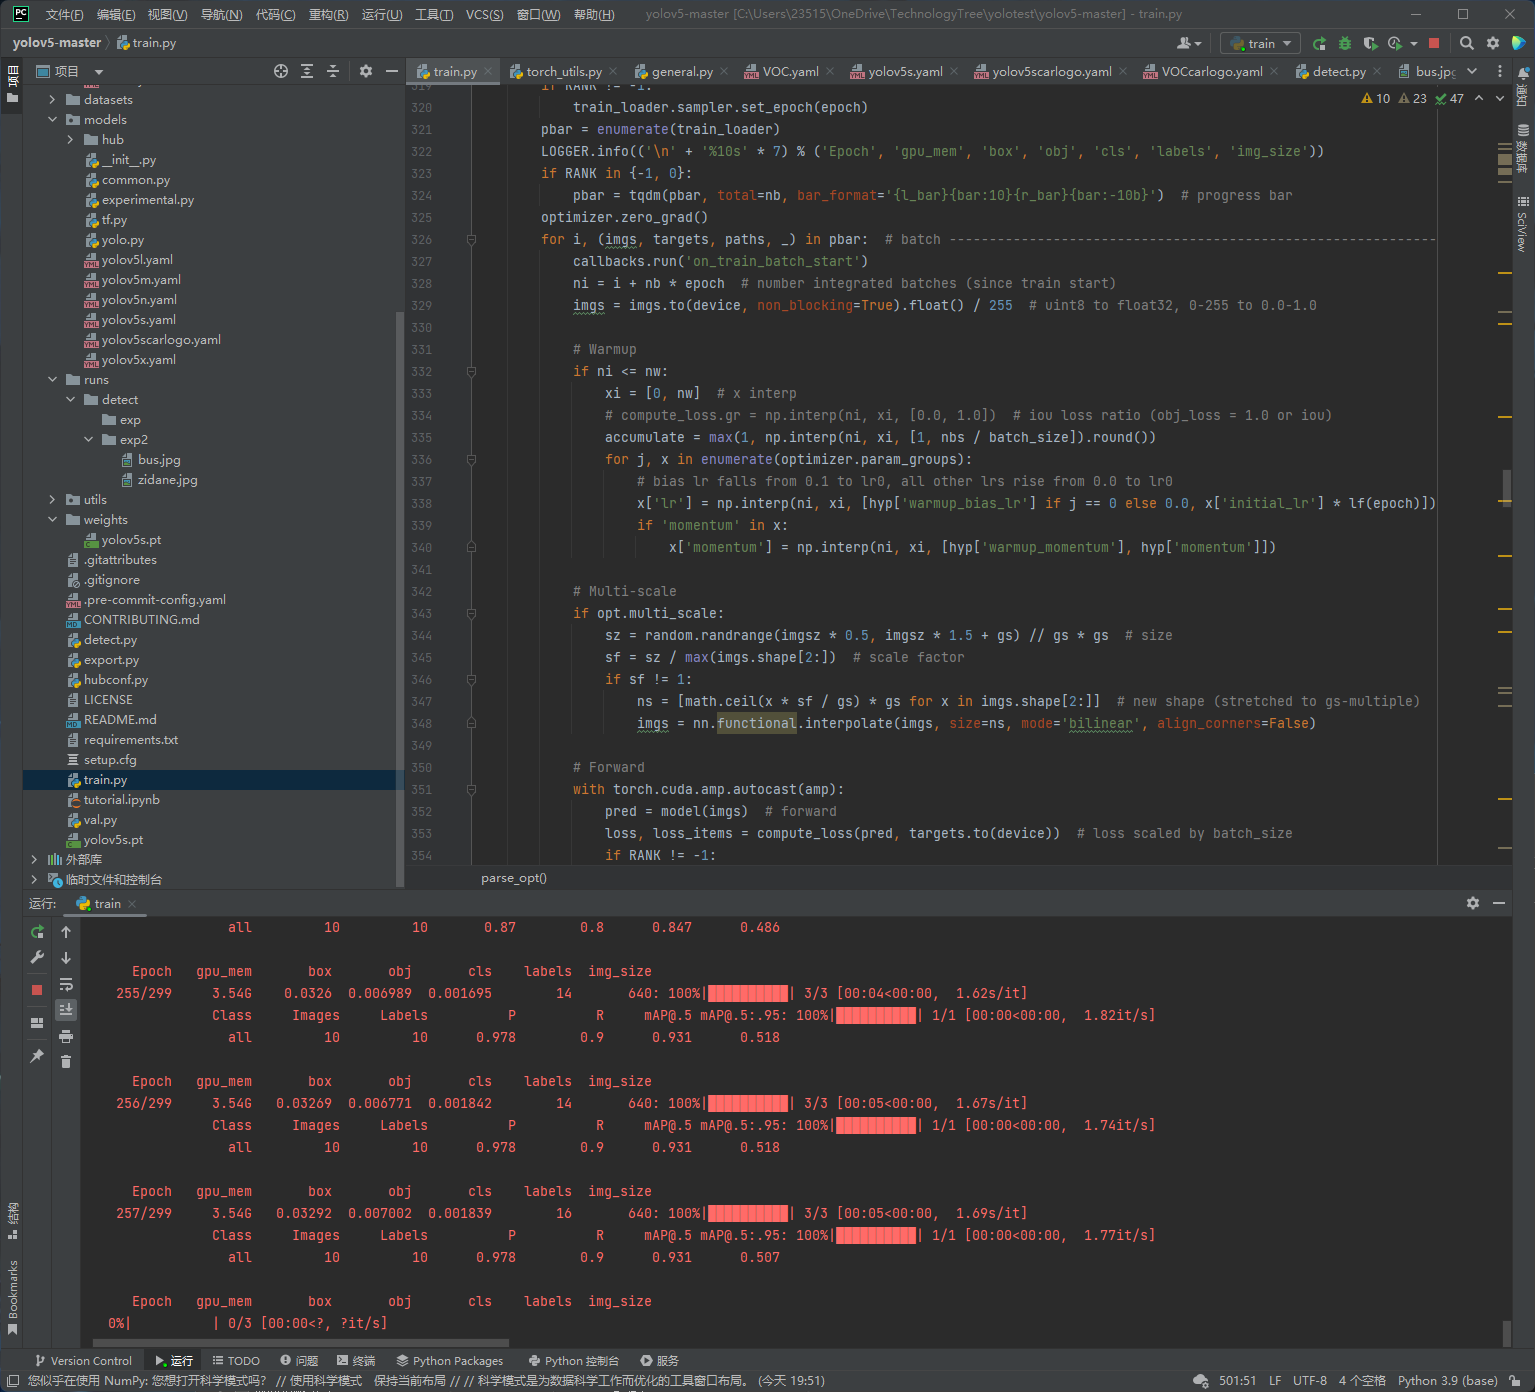 PC 文件(F) 编辑(E) 视图(V) 导航(N) 代码(C) 重构(R) 运行(U) 工具(T) VCS(S) 窗口(W) 帮助(H) yolov5-master [C:\Users\23515\OneDrive\TechnologyTree\yolotest\yolov5-master] - train.py
yolov5-master train.py train
项目
train.py torch_utils.py general.py VOC.yaml yolov5s.yaml yolov5scarlogo.yaml VOCcarlogo.yaml detect.py bus.jpg
10 23 47
项目
通知
数据库
SciView
datasets
models
hub
__init__.py
common.py
experimental.py
tf.py
yolo.py
yolov5l.yaml
yolov5m.yaml
yolov5n.yaml
yolov5s.yaml
yolov5scarlogo.yaml
yolov5x.yaml
runs
detect
exp
exp2
bus.jpg
zidane.jpg
utils
weights
yolov5s.pt
.gitattributes
.gitignore
.pre-commit-config.yaml
CONTRIBUTING.md
detect.py
export.py
hubconf.py
LICENSE
README.md
requirements.txt
setup.cfg
train.py
tutorial.ipynb
val.py
yolov5s.pt
外部库
临时文件和控制台
319 if RANK != -1:
320 train_loader.sampler.set_epoch(epoch)
321 pbar = enumerate(train_loader)
322 LOGGER.info(('\n' + '%10s' * 7) % ('Epoch', 'gpu_mem', 'box', 'obj', 'cls', 'labels', 'img_size'))
323 if RANK in {-1, 0}:
324 pbar = tqdm(pbar, total=nb, bar_format='{l_bar}{bar:10}{r_bar}{bar:-10b}') # progress bar
325 optimizer.zero_grad()
326 for i, (imgs, targets, paths, _) in pbar: # batch -------------------------------------------------------------
327 callbacks.run('on_train_batch_start')
328 ni = i + nb * epoch # number integrated batches (since train start)
329 imgs = imgs.to(device, non_blocking=True).float() / 255 # uint8 to float32, 0-255 to 0.0-1.0
330
331 # Warmup
332 if ni <= nw:
333 xi = [0, nw] # x interp
334 # compute_loss.gr = np.interp(ni, xi, [0.0, 1.0]) # iou loss ratio (obj_loss = 1.0 or iou)
335 accumulate = max(1, np.interp(ni, xi, [1, nbs / batch_size]).round())
336 for j, x in enumerate(optimizer.param_groups):
337 # bias lr falls from 0.1 to lr0, all other lrs rise from 0.0 to lr0
338 x['lr'] = np.interp(ni, xi, [hyp['warmup_bias_lr'] if j == 0 else 0.0, x['initial_lr'] * lf(epoch)])
339 if 'momentum' in x:
340 x['momentum'] = np.interp(ni, xi, [hyp['warmup_momentum'], hyp['momentum']])
341
342 # Multi-scale
343 if opt.multi_scale:
344 sz = random.randrange(imgsz * 0.5, imgsz * 1.5 + gs) // gs * gs # size
345 sf = sz / max(imgs.shape[2:]) # scale factor
346 if sf != 1:
347 ns = [math.ceil(x * sf / gs) * gs for x in imgs.shape[2:]] # new shape (stretched to gs-multiple)
348 imgs = nn.functional.interpolate(imgs, size=ns, mode='bilinear', align_corners=False)
349
350 # Forward
351 with torch.cuda.amp.autocast(amp):
352 pred = model(imgs) # forward
353 loss, loss_items = compute_loss(pred, targets.to(device)) # loss scaled by batch_size
354 if RANK != -1:
parse_opt()
运行: train
all 10 10 0.87 0.8 0.847 0.486
Epoch gpu_mem box obj cls labels img_size
255/299 3.54G 0.0326 0.006989 0.001695 14 640: 100%|██████████| 3/3 [00:04<00:00, 1.62s/it]
Class Images Labels P R mAP@.5 mAP@.5:.95: 100%|██████████| 1/1 [00:00<00:00, 1.82it/s]
all 10 10 0.978 0.9 0.931 0.518
Epoch gpu_mem box obj cls labels img_size
256/299 3.54G 0.03269 0.006771 0.001842 14 640: 100%|██████████| 3/3 [00:05<00:00, 1.67s/it]
Class Images Labels P R mAP@.5 mAP@.5:.95: 100%|██████████| 1/1 [00:00<00:00, 1.74it/s]
all 10 10 0.978 0.9 0.931 0.518
Epoch gpu_mem box obj cls labels img_size
257/299 3.54G 0.03292 0.007002 0.001839 16 640: 100%|██████████| 3/3 [00:05<00:00, 1.69s/it]
Class Images Labels P R mAP@.5 mAP@.5:.95: 100%|██████████| 1/1 [00:00<00:00, 1.77it/s]
all 10 10 0.978 0.9 0.931 0.507
Epoch gpu_mem box obj cls labels img_size
0%| | 0/3 [00:00<?, ?it/s]
结构
Bookmarks
Version Control 运行 TODO 问题 终端 Python Packages Python 控制台 服务
您似乎在使用 NumPy: 您想打开科学模式吗? // 使用科学模式 保持当前布局 // // 科学模式是为数据科学工作而优化的工具窗口布局。 (今天 19:51) 501:51 LF UTF-8 4 个空格 Python 3.9 (base)